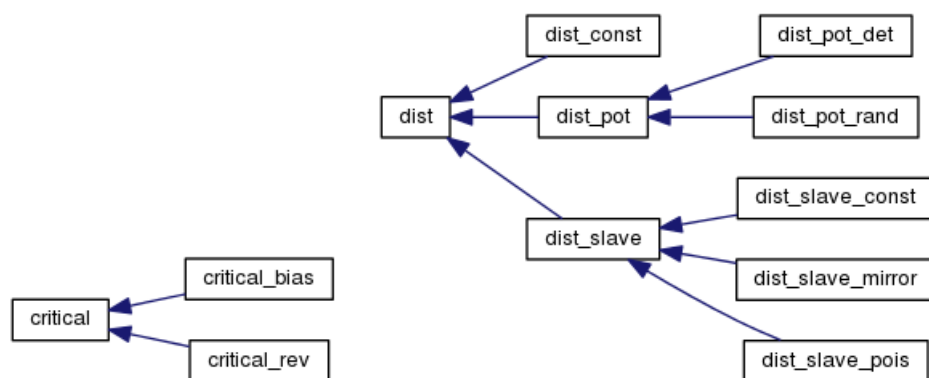 dist_const
dist_pot_det
dist
dist_pot
dist_pot_rand
dist_slave_const
dist_slave
critical_bias
dist_slave_mirror
critical
critical_rev
dist_slave_pois